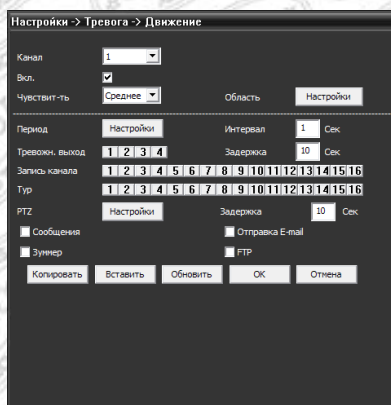 Настройки -> Тревога -> Движение
Канал 1
Вкл.
Чувствит-ть Среднее Область Настройки
Период Настройки Интервал 1 Сек
Тревожн. выход 1 2 3 4 Задержка 10 Сек
Запись канала 1 2 3 4 5 6 7 8 9 10 11 12 13 14 15 16
Тур 1 2 3 4 5 6 7 8 9 10 11 12 13 14 15 16
PTZ Настройки Задержка 10 Сек
Сообщения Отправка E-mail
Зуммер FTP
Копировать Вставить Обновить OK Отмена